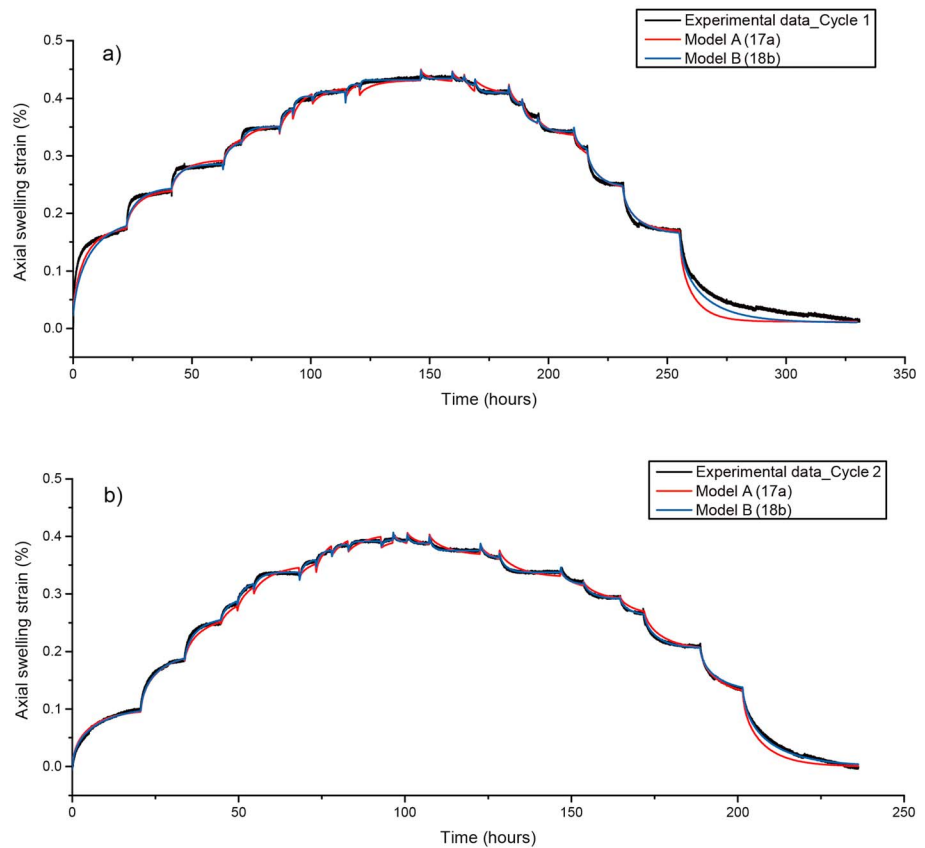 Experimental data_Cycle 1
Model A (17a)
Model B (18b)
a)
0.5
0.4
0.3
0.2
0.1
0.0
Axial swelling strain (%)
0 50 100 150 200 250 300 350
Time (hours)
Experimental data_Cycle 2
Model A (17a)
Model B (18b)
b)
0.5
0.4
0.3
0.2
0.1
0.0
Axial swelling strain (%)
0 50 100 150 200 250
Time (hours)